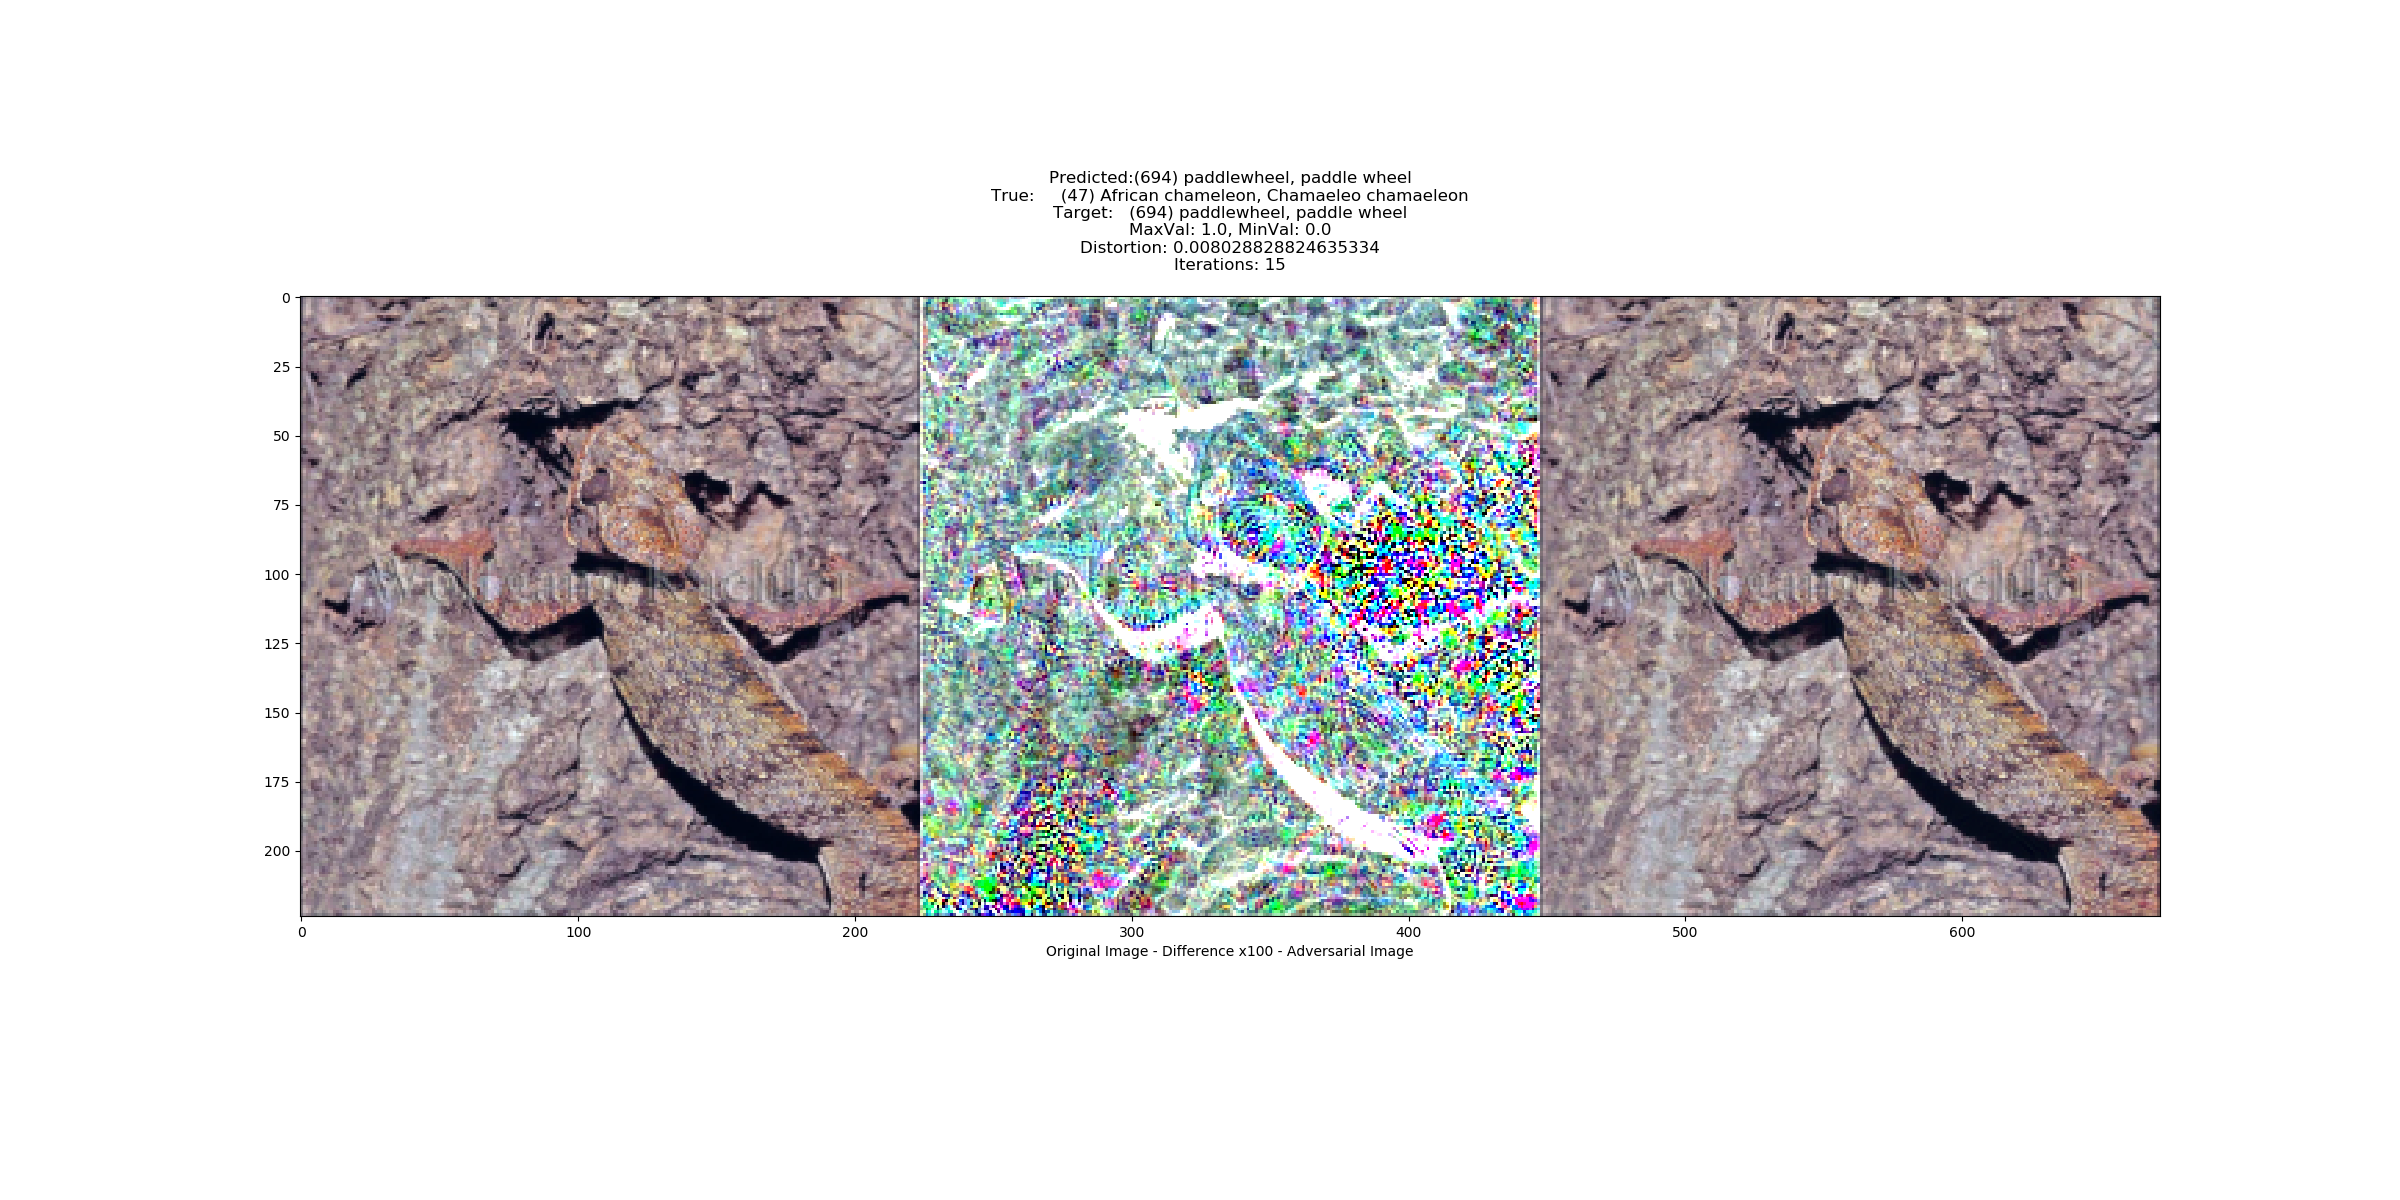 Predicted:(694) paddlewheel, paddle wheel
True: (47) African chameleon, Chamaeleo chamaeleon
Target: (694) paddlewheel, paddle wheel
MaxVal: 1.0, MinVal: 0.0
Distortion: 0.008028828824635334
Iterations: 15
0
25
50
75
100
125
150
175
200
0 100 200 300 400 500 600
Original Image - Difference x100 - Adversarial Image